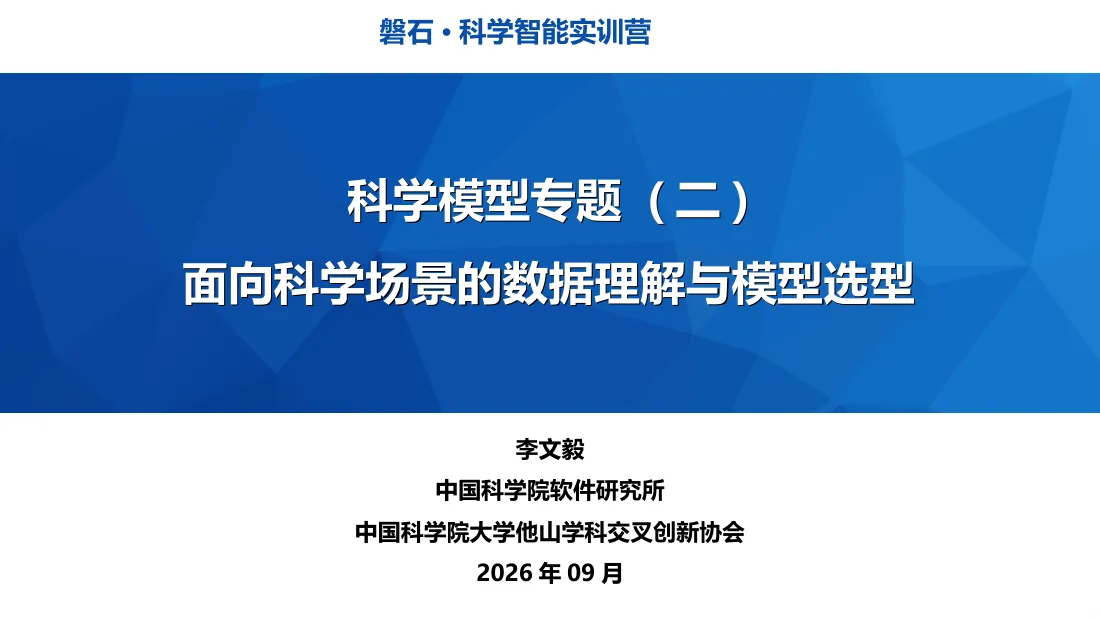 磐石·科学智能实训营
科学模型专题（二）
面向科学场景的数据理解与模型选型
李文毅
中国科学院软件研究所
中国科学院大学他山学科交叉创新协会
2026 年 09 月